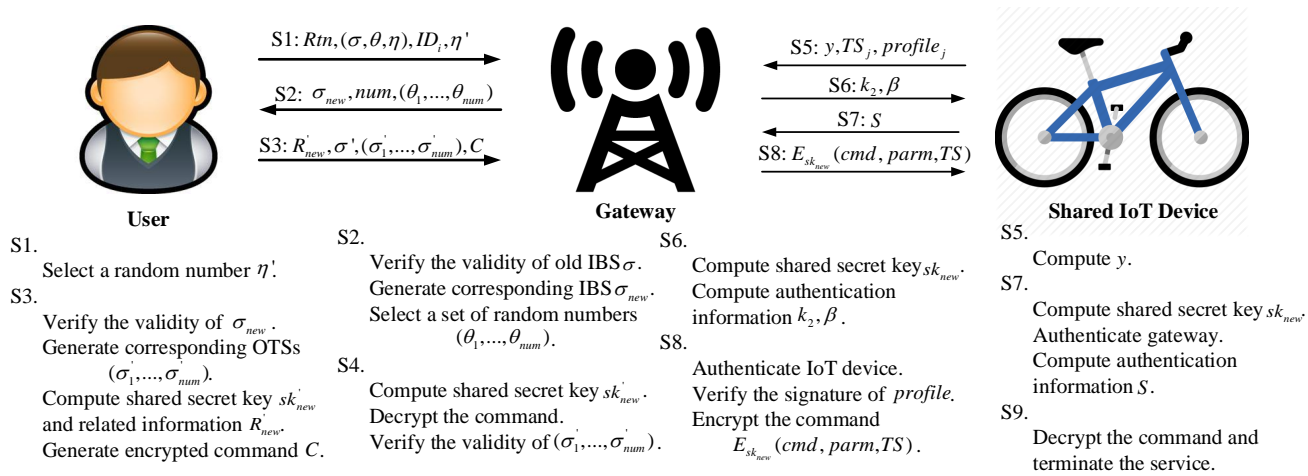 S1: Rtn,(σ,θ,η),ID_i,η'
S2: σ_new,num,(θ_1,...,θ_num)
S3: R'_new,σ',(σ'_1,...,σ'_num),C
S5: y,TS_j,profile_j
S6: k_2,β
S7: S
S8: E_sk_new(cmd,parm,TS)
User
Gateway
Shared IoT Device
S1.
Select a random number η'.
S3.
Verify the validity of σ_new.
Generate corresponding OTSs
(σ'_1,...,σ'_num).
Compute shared secret key sk'_new
and related information R'_new.
Generate encrypted command C.
S2.
Verify the validity of old IBS σ.
Generate corresponding IBS σ_new.
Select a set of random numbers
(θ_1,...,θ_num).
S4.
Compute shared secret key sk'_new.
Decrypt the command.
Verify the validity of (σ'_1,...,σ'_num).
S6.
Compute shared secret key sk_new.
Compute authentication
information k_2,β.
S8.
Authenticate IoT device.
Verify the signature of profile.
Encrypt the command
E_sk_new(cmd,parm,TS).
S5.
Compute y.
S7.
Compute shared secret key sk_new.
Authenticate gateway.
Compute authentication
information S.
S9.
Decrypt the command and
terminate the service.